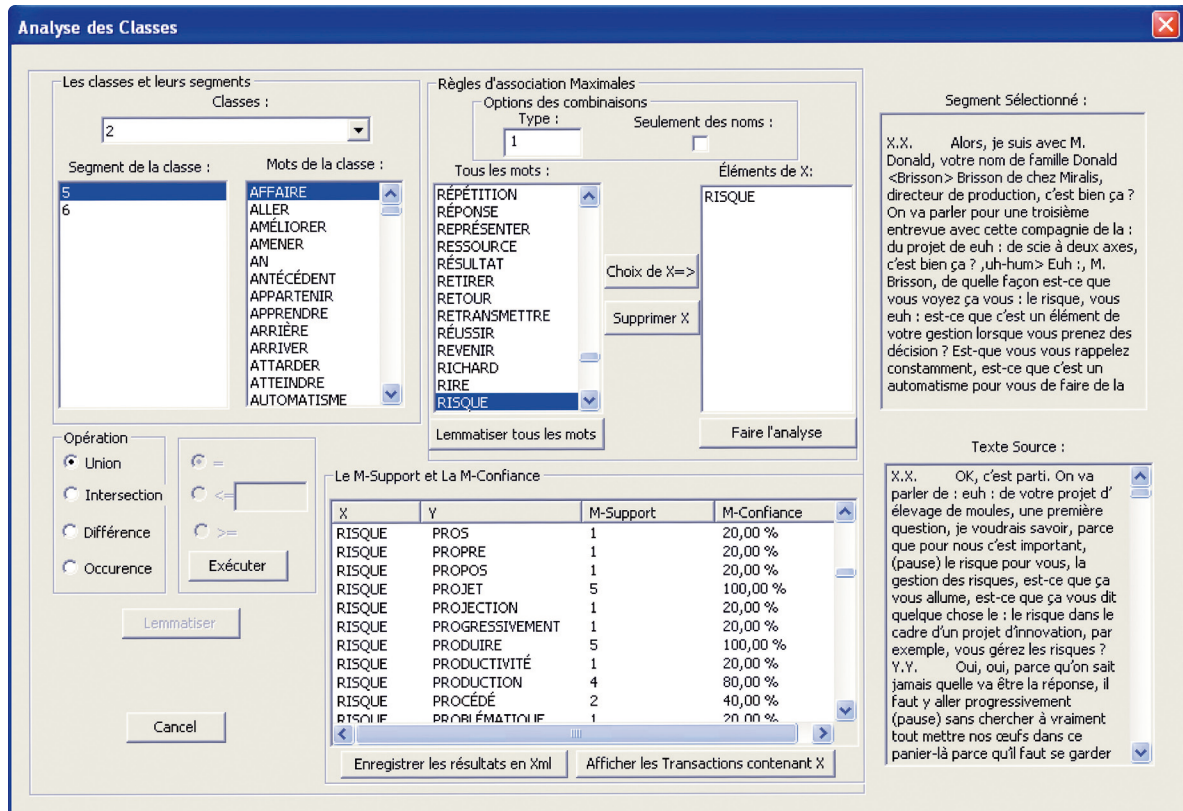 Analyse des Classes
Les classes et leurs segments
Classes :
2
Segment de la classe :
5
6
Mots de la classe :
AFFAIRE
ALLER
AMÉLIORER
AMENER
AN
ANTÉCÉDENT
APPARTENIR
APPRENDRE
ARRIÈRE
ARRIVER
ATTARDER
ATTEINDRE
AUTOMATISME
Règles d'association Maximales
Options des combinaisons
Type :
1
Seulement des noms :
Tous les mots :
RÉPÉTITION
RÉPONSE
REPRÉSENTER
RESSOURCE
RÉSULTAT
RETIRER
RETOUR
RETRANSMETTRE
RÉUSSIR
REVENIR
RICHARD
RIRE
RISQUE
Choix de X=>
Supprimer X
Éléments de X:
RISQUE
Lemmatiser tous les mots
Faire l'analyse
Segment Sélectionné :
X.X. Alors, je suis avec M.
Donald, votre nom de famille Donald
<Brisson> Brisson de chez Miralis,
directeur de production, c'est bien ça ?
On va parler pour une troisième
entrevue avec cette compagnie de la :
du projet de euh : de scie à deux axes,
c'est bien ça ? ,uh-hum> Euh :, M.
Brisson, de quelle façon est-ce que
vous voyez ça vous : le risque, vous
euh : est-ce que c'est un élément de
votre gestion lorsque vous prenez des
décision ? Est-que vous vous rappelez
constamment, est-ce que c'est un
automatisme pour vous de faire de la
Opération
Union
Intersection
Différence
Occurence
=
<=
>=
Exécuter
Lemmatiser
Cancel
Le M-Support et La M-Confiance
X Y M-Support M-Confiance
RISQUE PROS 1 20,00 %
RISQUE PROPRE 1 20,00 %
RISQUE PROPOS 1 20,00 %
RISQUE PROJET 5 100,00 %
RISQUE PROJECTION 1 20,00 %
RISQUE PROGRESSIVEMENT 1 20,00 %
RISQUE PRODUIRE 5 100,00 %
RISQUE PRODUCTIVITÉ 1 20,00 %
RISQUE PRODUCTION 4 80,00 %
RISQUE PROCÉDÉ 2 40,00 %
RISQUE PROBLÉMATIQUE 1 20,00 %
Enregistrer les résultats en Xml
Afficher les Transactions contenant X
Texte Source :
X.X. OK, c'est parti. On va
parler de : euh : de votre projet d'
élevage de moules, une première
question, je voudrais savoir, parce
que pour nous c'est important,
(pause) le risque pour vous, la
gestion des risques, est-ce que ça
vous allume, est-ce que ça vous dit
quelque chose le : le risque dans le
cadre d'un projet d'innovation, par
exemple, vous gérez les risques ?
Y.Y. Oui, oui, parce qu'on sait
jamais quelle va être la réponse, il
faut y aller progressivement
(pause) sans chercher à vraiment
tout mettre nos œufs dans ce
panier-là parce qu'il faut se garder